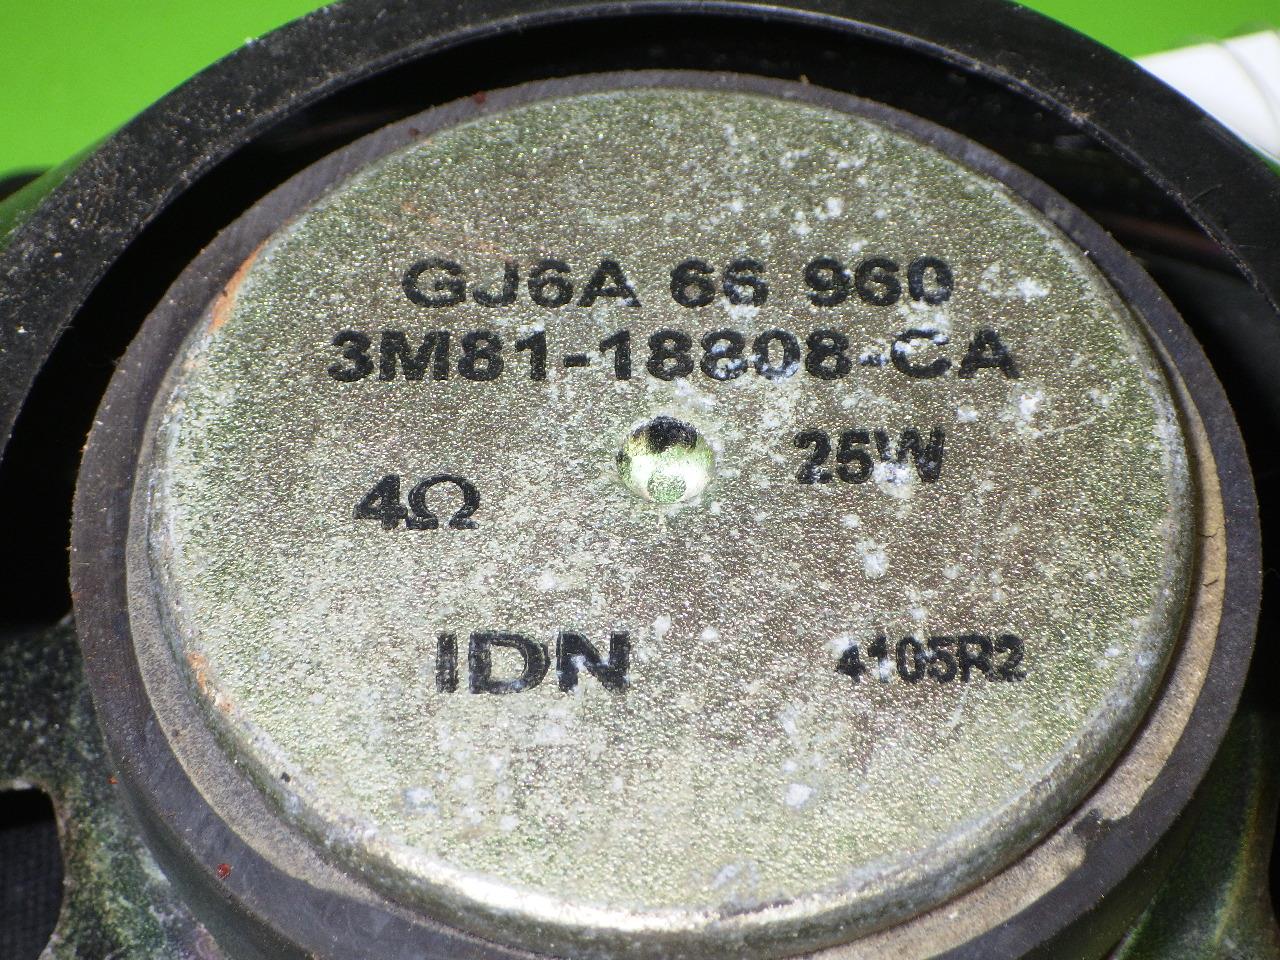 GJ6A 66 960
3M81-18808-CA
4Ω 25W
IDN 4105R2